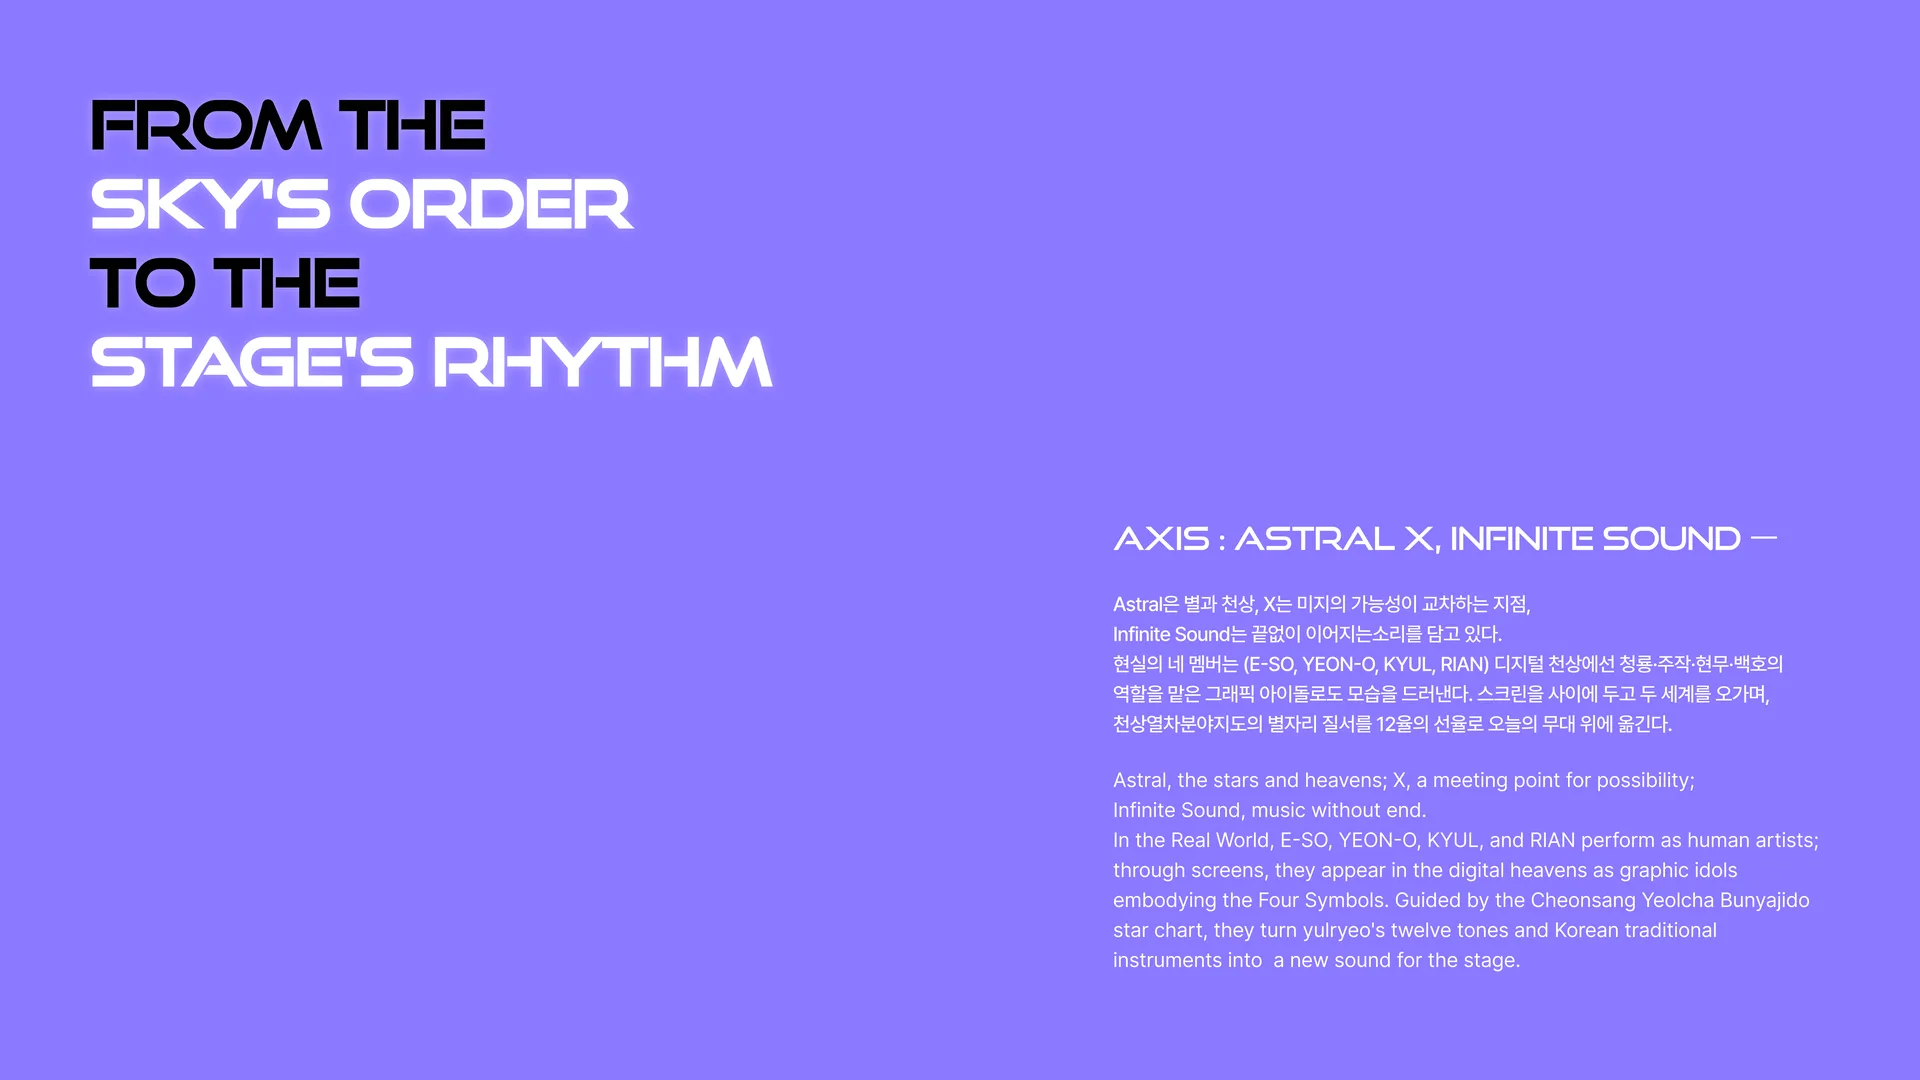 FROM THE
SKY'S ORDER
TO THE
STAGE'S RHYTHM
AXIS : ASTRAL X, INFINITE SOUND —
Astral은 별과 천상, X는 미지의 가능성이 교차하는 지점,
Infinite Sound는 끝없이 이어지는소리를 담고 있다.
현실의 네 멤버는 (E-SO, YEON-O, KYUL, RIAN) 디지털 천상에선 청룡·주작·현무·백호의
역할을 맡은 그래픽 아이돌로도 모습을 드러낸다. 스크린을 사이에 두고 두 세계를 오가며,
천상열차분야지도의 별자리 질서를 12율의 선율로 오늘의 무대 위에 옮긴다.
Astral, the stars and heavens; X, a meeting point for possibility;
Infinite Sound, music without end.
In the Real World, E-SO, YEON-O, KYUL, and RIAN perform as human artists;
through screens, they appear in the digital heavens as graphic idols
embodying the Four Symbols. Guided by the Cheonsang Yeolcha Bunyajido
star chart, they turn yulryeo's twelve tones and Korean traditional
instruments into  a new sound for the stage.